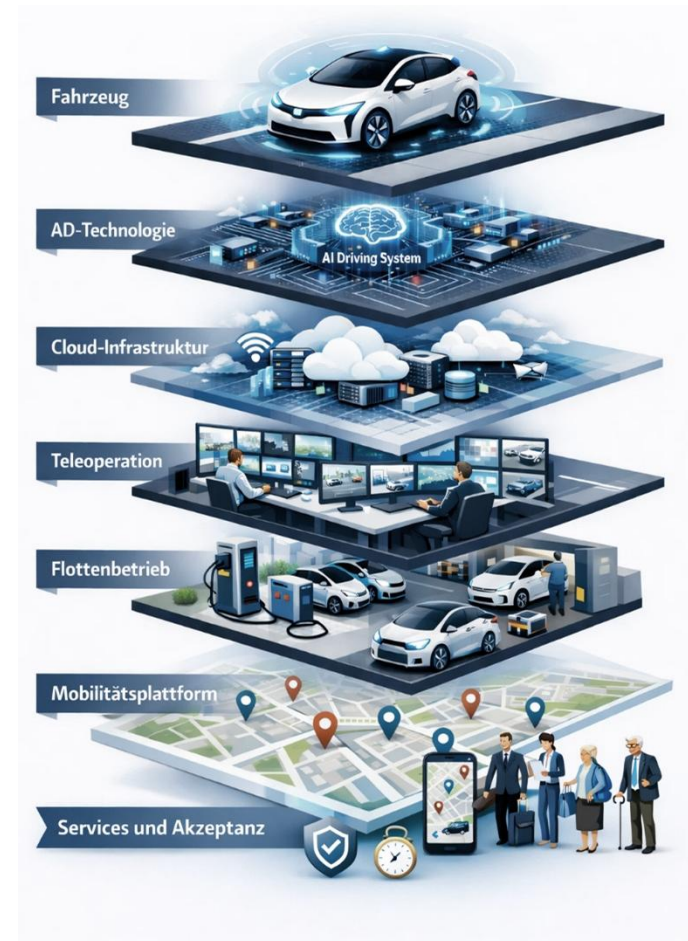 Fahrzeug
AD-Technologie
AI Driving System
Cloud-Infrastruktur
Teleoperation
Flottenbetrieb
Mobilitätsplattform
Services und Akzeptanz